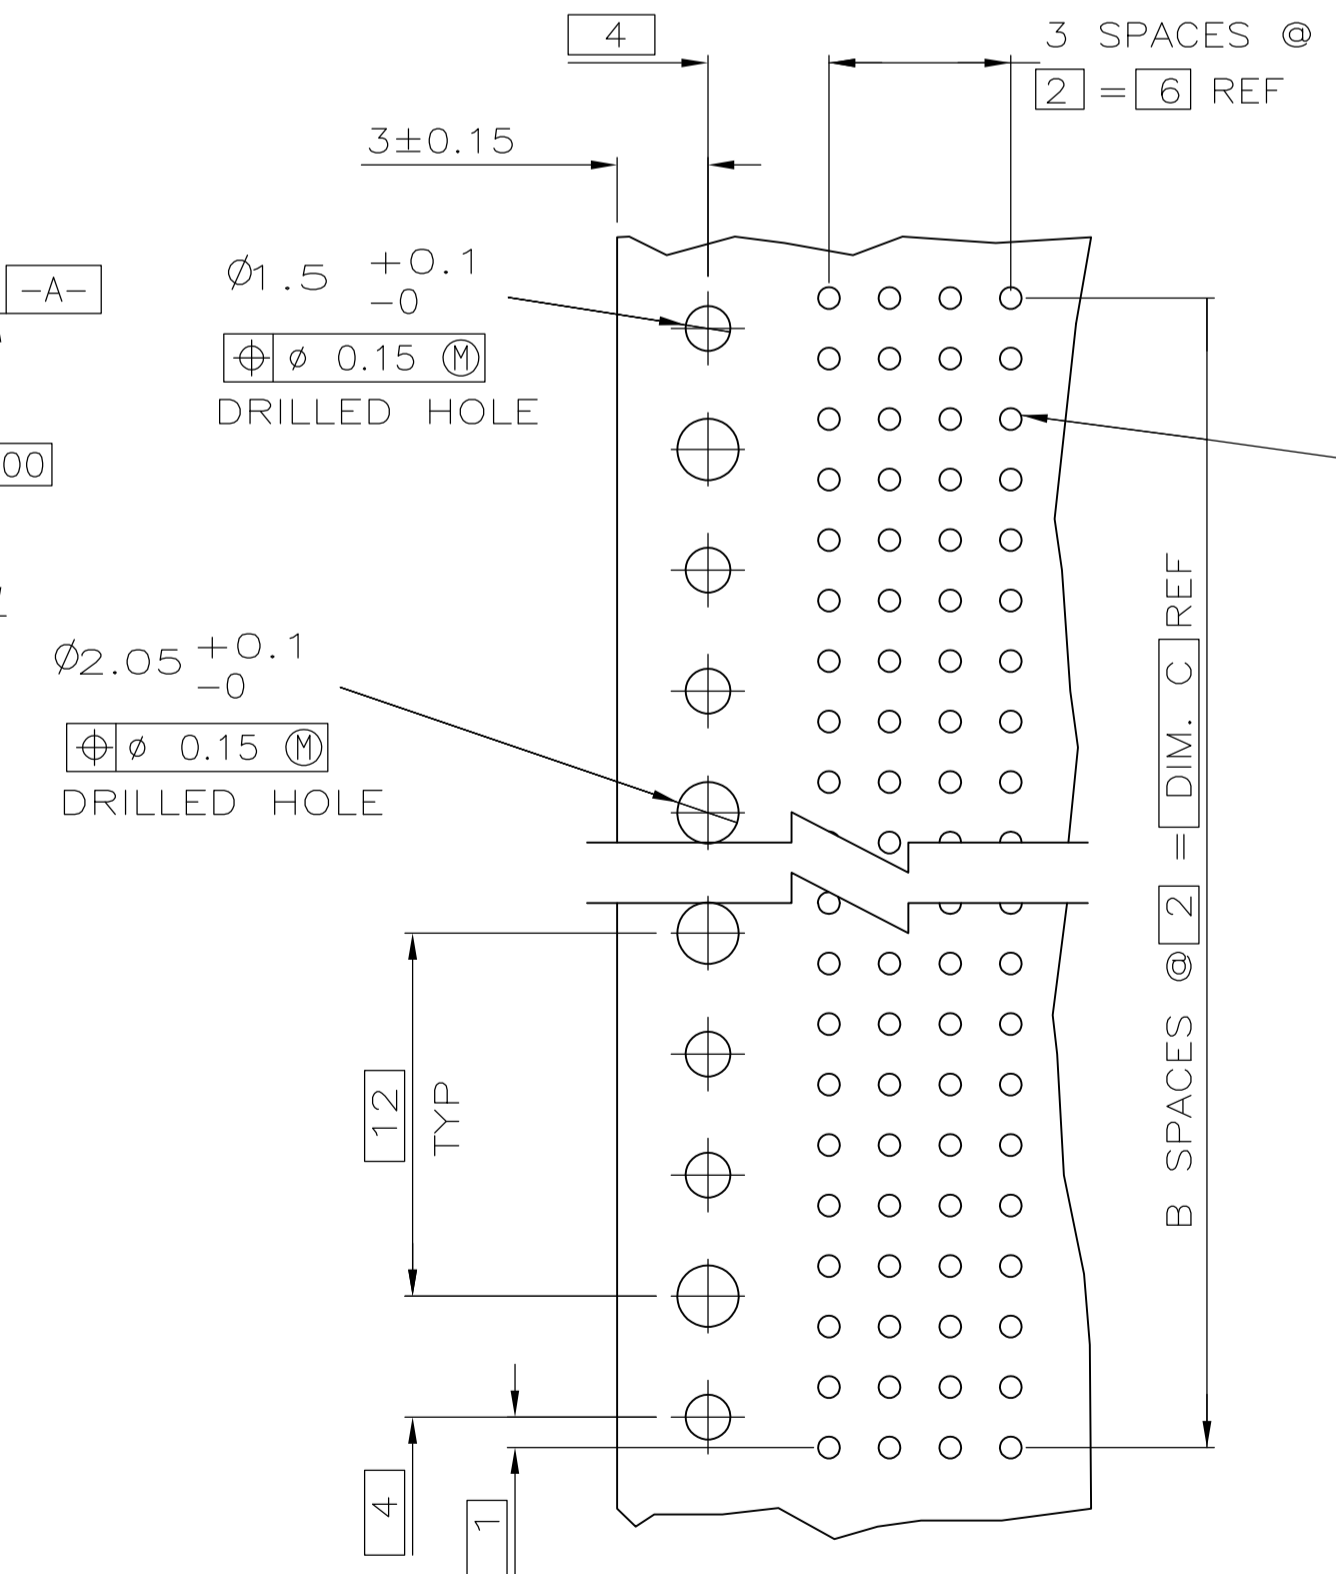 4
3 SPACES @
2 = 6 REF
3±0.15
-A-
Ø1.5 +0.1
-0
⌖ ⌀ 0.15 Ⓜ
DRILLED HOLE
00
Ø2.05 +0.1
-0
⌖ ⌀ 0.15 Ⓜ
DRILLED HOLE
B SPACES @ 2 = DIM. C REF
12
TYP
4
1